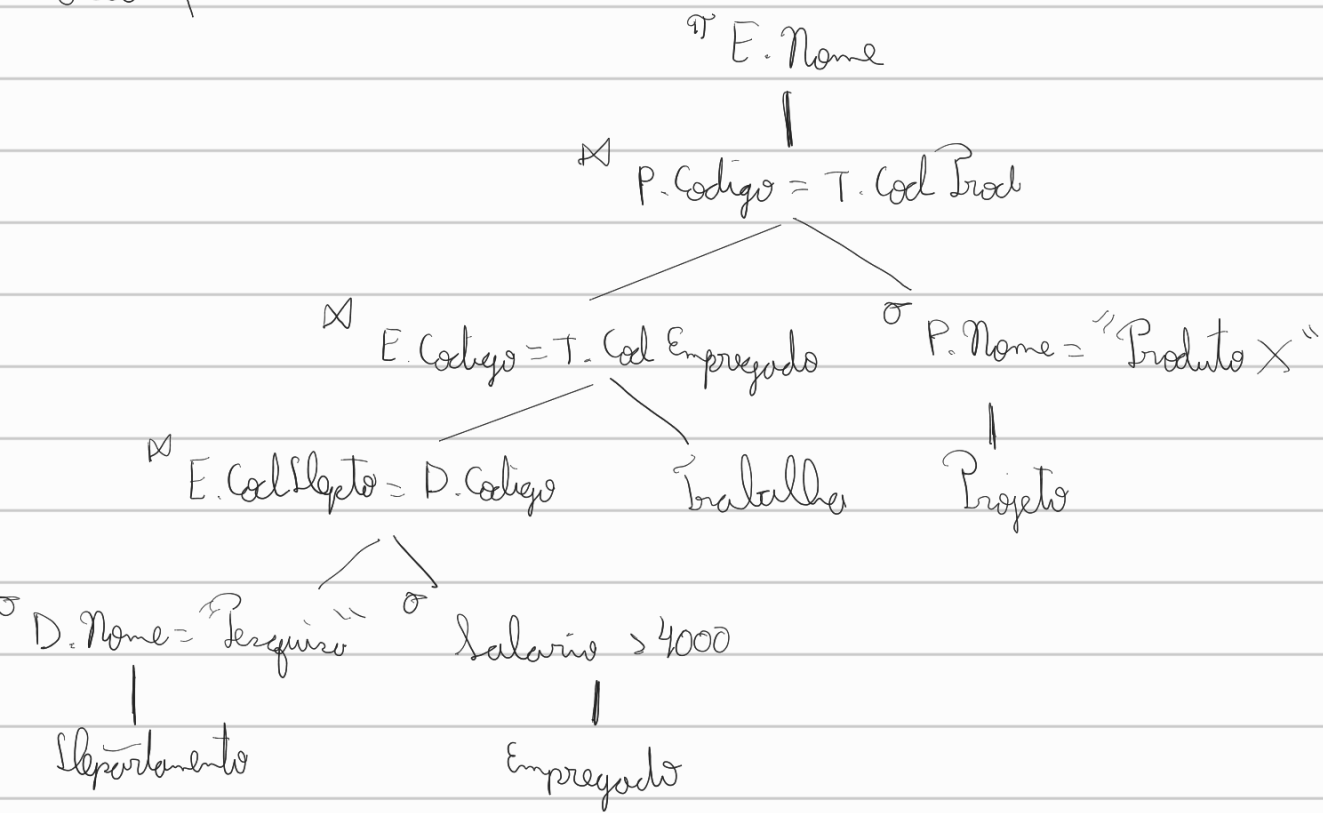 π E.Nome
⋈ P.Codigo = T.Cod Prod
⋈ E.Codigo = T.Cod Empregado
σ P.Nome = "Produto X"
⋈ E.CodDepto = D.Codigo
Trabalha
Projeto
σ D.Nome = "Pesquisa"
σ Salario > 4000
Departamento
Empregado